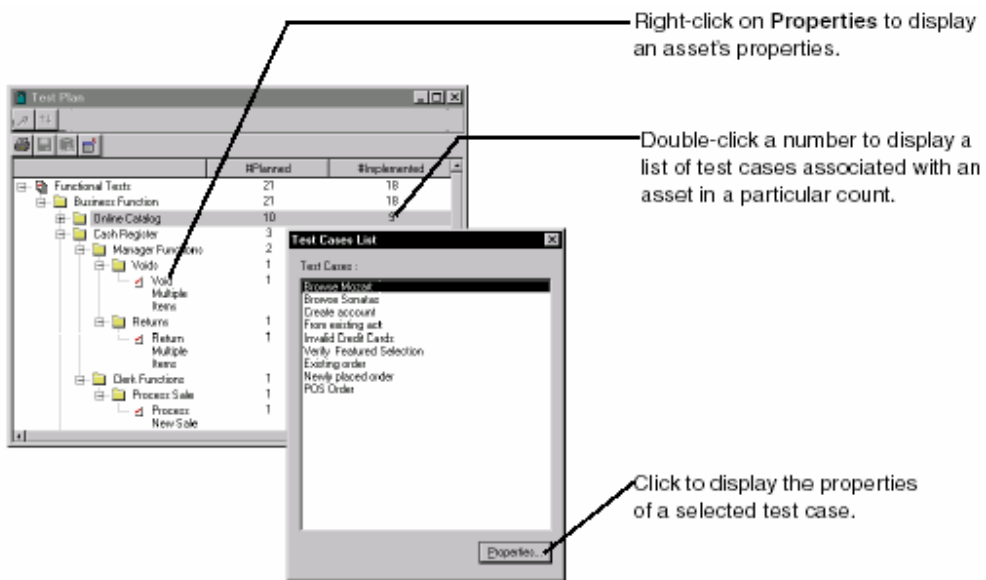 Right-click on Properties to display
an asset's properties.
Test Plan
Double-click a number to display a
list of test cases associated with an
asset in a particular count.
#Planned #Implemented
Functional Tests 21 18
Business Function 21 18
Online Catalog 10 9
Cash Register 3
Manager Functions 2
Voids 1
Void 1
Multiple
Items
Returns 1
Return 1
Multiple
Items
Clerk Functions 1
Process Sale 1
Process 1
New Sale
Test Cases List
Test Cases :
Browse Mozart
Browse Sonatas
Create account
From existing act
Invalid Credit Cards
Verify Featured Selection
Existing order
Newly placed order
POS Order
Click to display the properties
of a selected test case.
Properties...